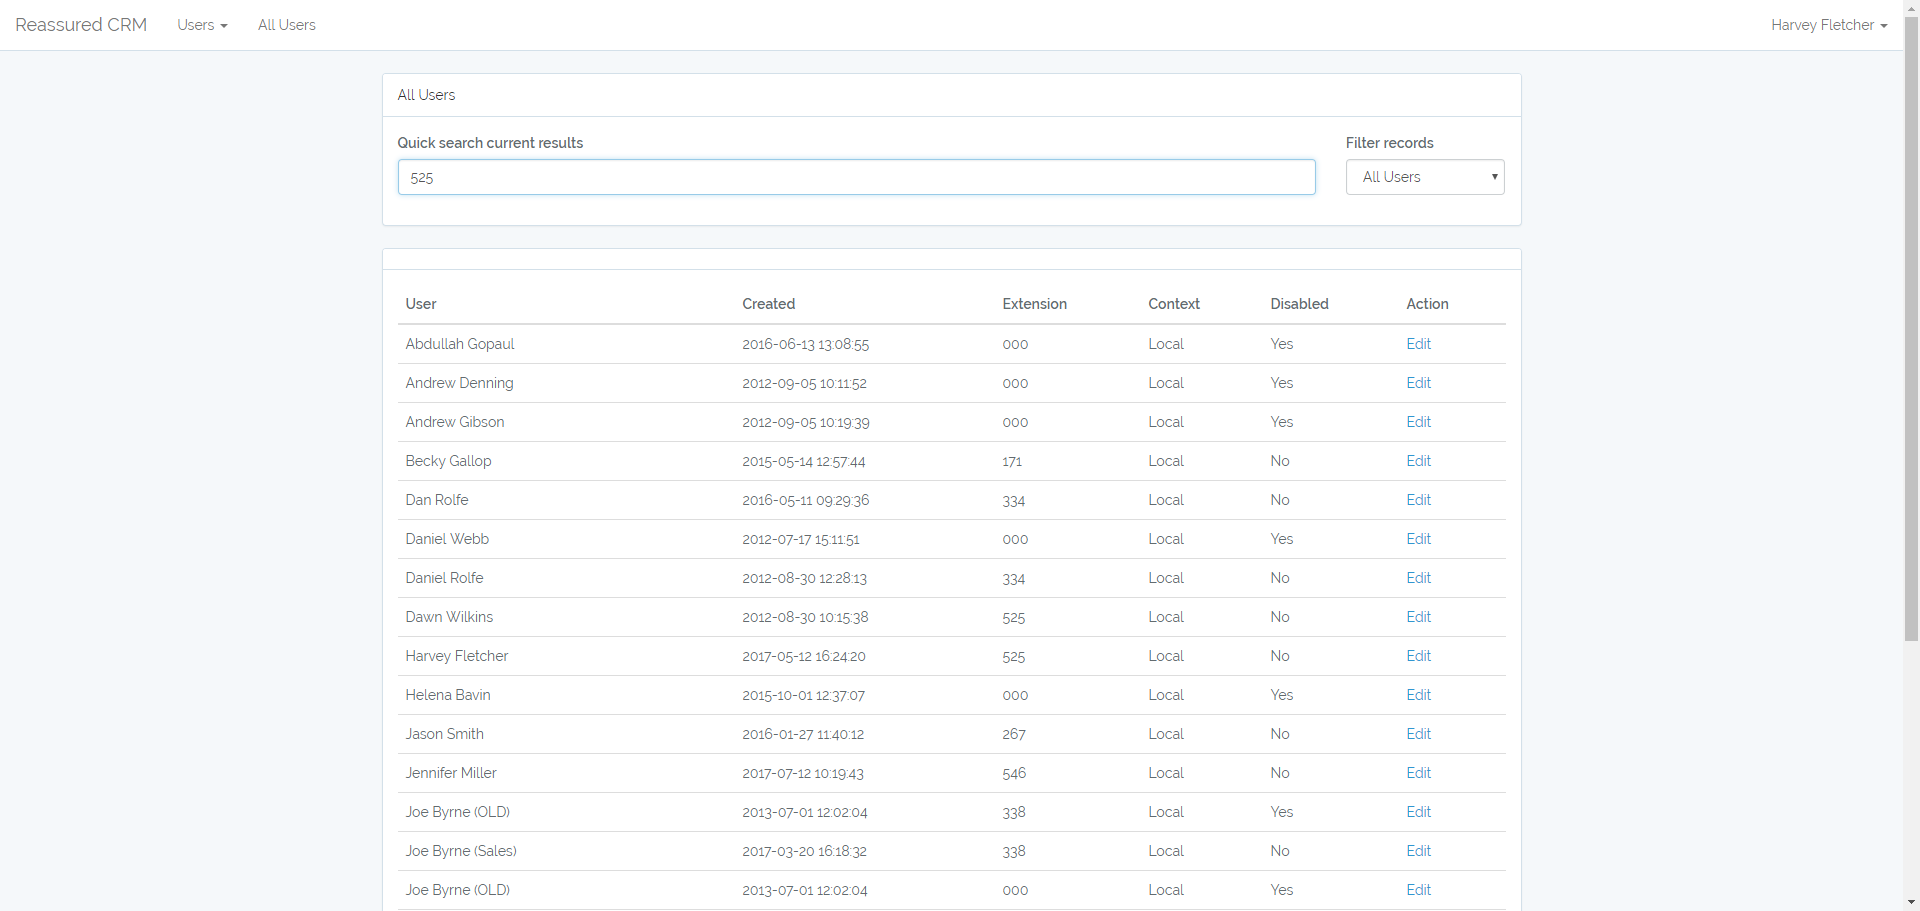 Reassured CRM Users All Users Harvey Fletcher
All Users
Quick search current results Filter records
525 All Users
User Created Extension Context Disabled Action
Abdullah Gopaul 2016-06-13 13:08:55 000 Local Yes Edit
Andrew Denning 2012-09-05 10:11:52 000 Local Yes Edit
Andrew Gibson 2012-09-05 10:19:39 000 Local Yes Edit
Becky Gallop 2015-05-14 12:57:44 171 Local No Edit
Dan Rolfe 2016-05-11 09:29:36 334 Local No Edit
Daniel Webb 2012-07-17 15:11:51 000 Local Yes Edit
Daniel Rolfe 2012-08-30 12:28:13 334 Local No Edit
Dawn Wilkins 2012-08-30 10:15:38 525 Local No Edit
Harvey Fletcher 2017-05-12 16:24:20 525 Local No Edit
Helena Bavin 2015-10-01 12:37:07 000 Local Yes Edit
Jason Smith 2016-01-27 11:40:12 267 Local No Edit
Jennifer Miller 2017-07-12 10:19:43 546 Local No Edit
Joe Byrne (OLD) 2013-07-01 12:02:04 338 Local Yes Edit
Joe Byrne (Sales) 2017-03-20 16:18:32 338 Local No Edit
Joe Byrne (OLD) 2013-07-01 12:02:04 000 Local Yes Edit